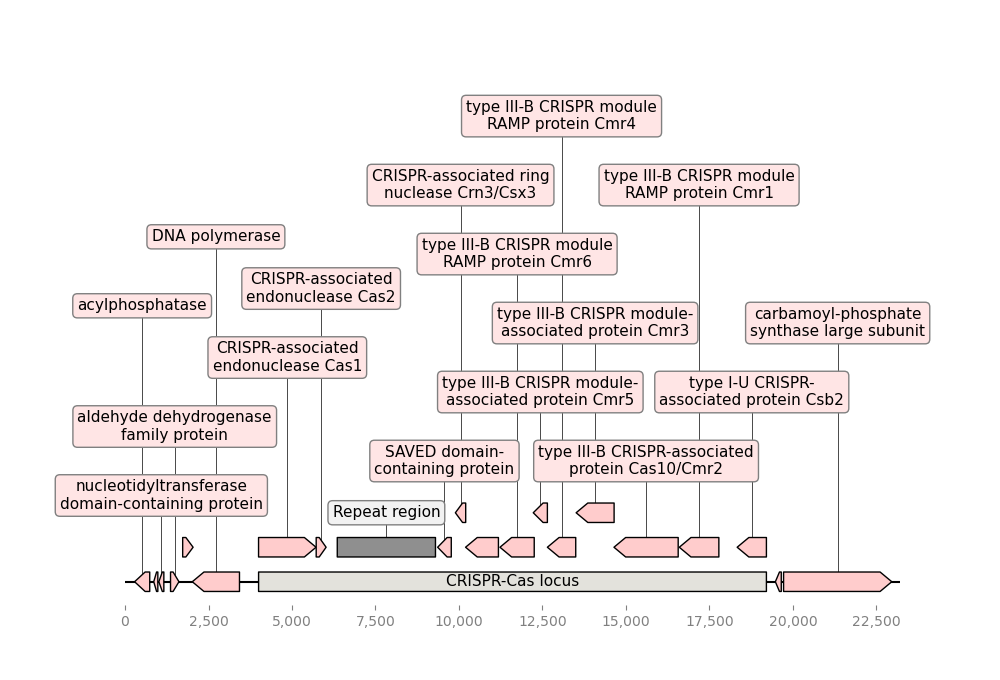 type III-B CRISPR module
RAMP protein Cmr4
CRISPR-associated ring
nuclease Crn3/Csx3
type III-B CRISPR module
RAMP protein Cmr1
DNA polymerase
type III-B CRISPR module
RAMP protein Cmr6
CRISPR-associated
endonuclease Cas2
acylphosphatase
type III-B CRISPR module-
associated protein Cmr3
carbamoyl-phosphate
synthase large subunit
CRISPR-associated
endonuclease Cas1
type III-B CRISPR module-
associated protein Cmr5
type I-U CRISPR-
associated protein Csb2
aldehyde dehydrogenase
family protein
SAVED domain-
containing protein
type III-B CRISPR-associated
protein Cas10/Cmr2
nucleotidyltransferase
domain-containing protein
Repeat region
CRISPR-Cas locus
0 2,500 5,000 7,500 10,000 12,500 15,000 17,500 20,000 22,500